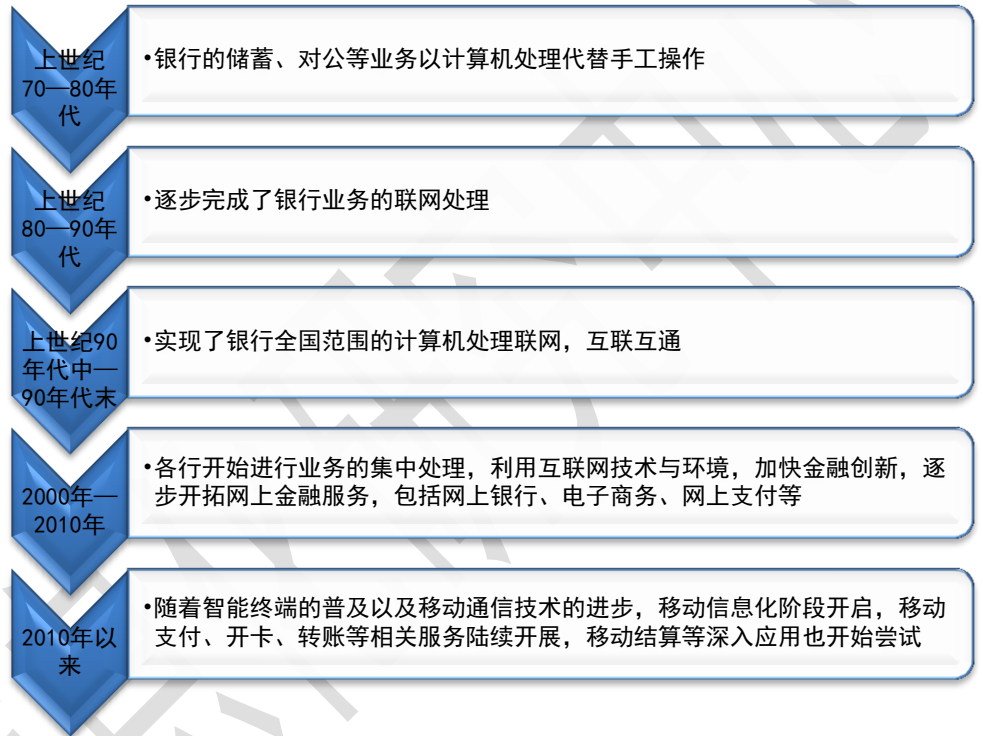 上世纪
70—80年
代
•银行的储蓄、对公等业务以计算机处理代替手工操作
上世纪
80—90年
代
•逐步完成了银行业务的联网处理
上世纪90
年代中—
90年代末
•实现了银行全国范围的计算机处理联网，互联互通
2000年—
2010年
•各行开始进行业务的集中处理，利用互联网技术与环境，加快金融创新，逐
步开拓网上金融服务，包括网上银行、电子商务、网上支付等
2010年以
来
•随着智能终端的普及以及移动通信技术的进步，移动信息化阶段开启，移动
支付、开卡、转账等相关服务陆续开展，移动结算等深入应用也开始尝试